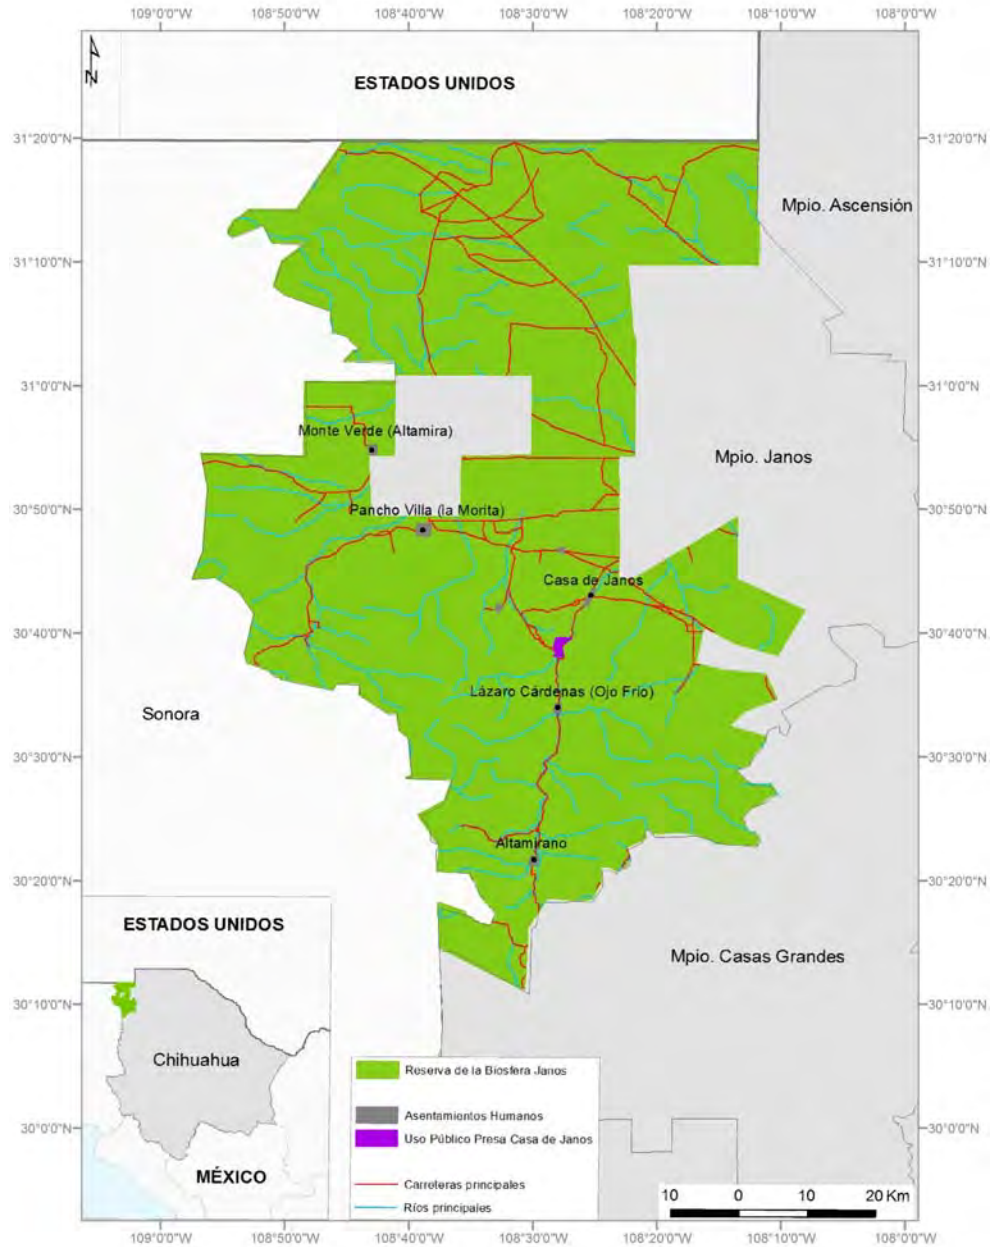 109°0'0"W 108°50'0"W 108°40'0"W 108°30'0"W 108°20'0"W 108°10'0"W 108°0'0"W
N
ESTADOS UNIDOS
31°20'0"N 31°20'0"N
Mpio. Ascensión
31°10'0"N 31°10'0"N
31°0'0"N 31°0'0"N
Monte Verde (Altamira)
Mpio. Janos
30°50'0"N 30°50'0"N
Pancho Villa (la Morita)
Casa de Janos
30°40'0"N 30°40'0"N
Lázaro Cárdenas (Ojo Frío)
Sonora
30°30'0"N 30°30'0"N
Altamirano
30°20'0"N 30°20'0"N
ESTADOS UNIDOS
Mpio. Casas Grandes
30°10'0"N 30°10'0"N
Chihuahua
Reserva de la Biosfera Janos
Asentamientos Humanos
30°0'0"N 30°0'0"N
Uso Público Presa Casa de Janos
MÉXICO
Carreteras principales
Ríos principales
10 0 10 20 Km
109°0'0"W 108°50'0"W 108°40'0"W 108°30'0"W 108°20'0"W 108°10'0"W 108°0'0"W